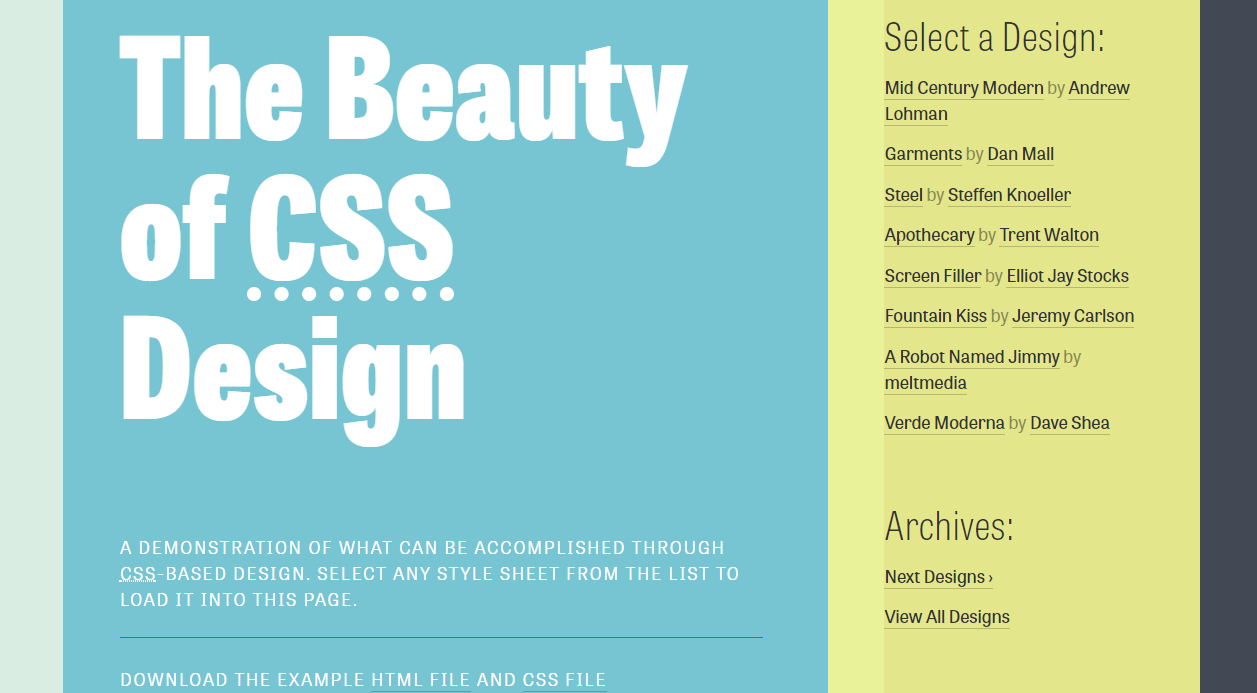 The Beauty
of CSS
Design
A DEMONSTRATION OF WHAT CAN BE ACCOMPLISHED THROUGH
CSS-BASED DESIGN. SELECT ANY STYLE SHEET FROM THE LIST TO
LOAD IT INTO THIS PAGE.
DOWNLOAD THE EXAMPLE HTML FILE AND CSS FILE
Select a Design:
Mid Century Modern by Andrew
Lohman
Garments by Dan Mall
Steel by Steffen Knoeller
Apothecary by Trent Walton
Screen Filler by Elliot Jay Stocks
Fountain Kiss by Jeremy Carlson
A Robot Named Jimmy by
meltmedia
Verde Moderna by Dave Shea
Archives:
Next Designs ›
View All Designs